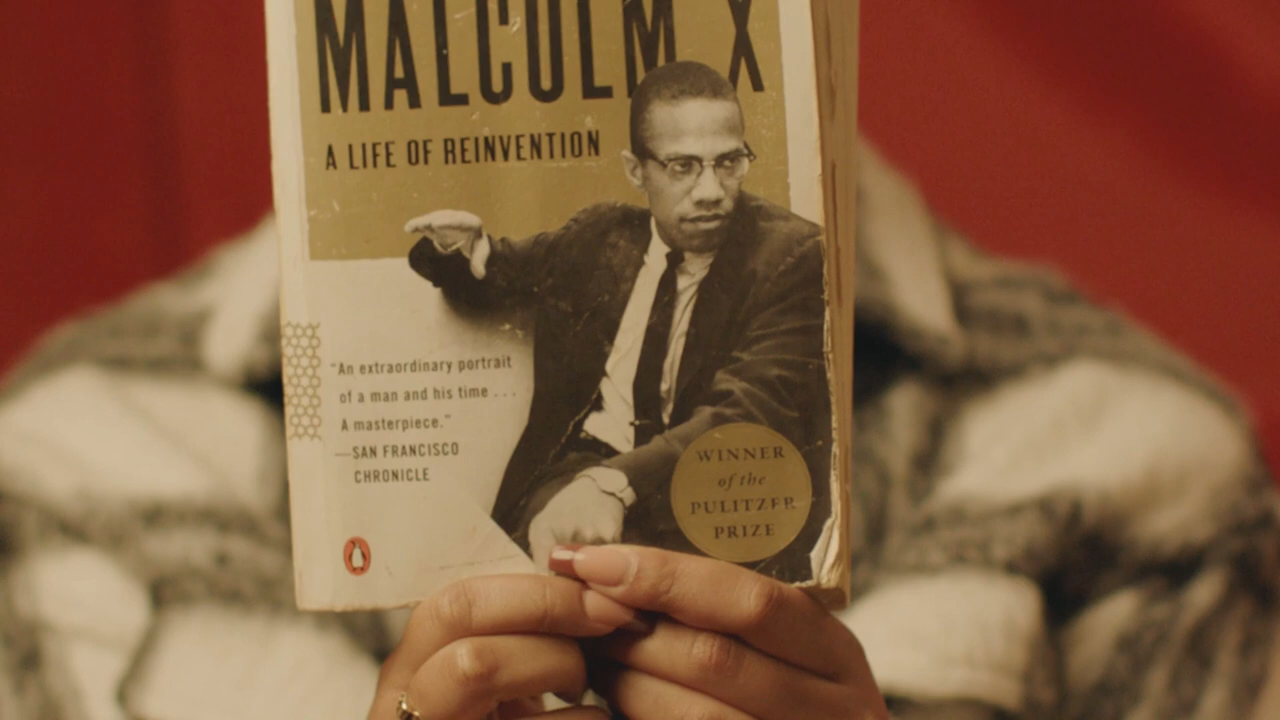 MALCOLM X
A LIFE OF REINVENTION
“An extraordinary portrait
of a man and his time . . .
A masterpiece.”
—SAN FRANCISCO
CHRONICLE
WINNER
of the
PULITZER
PRIZE